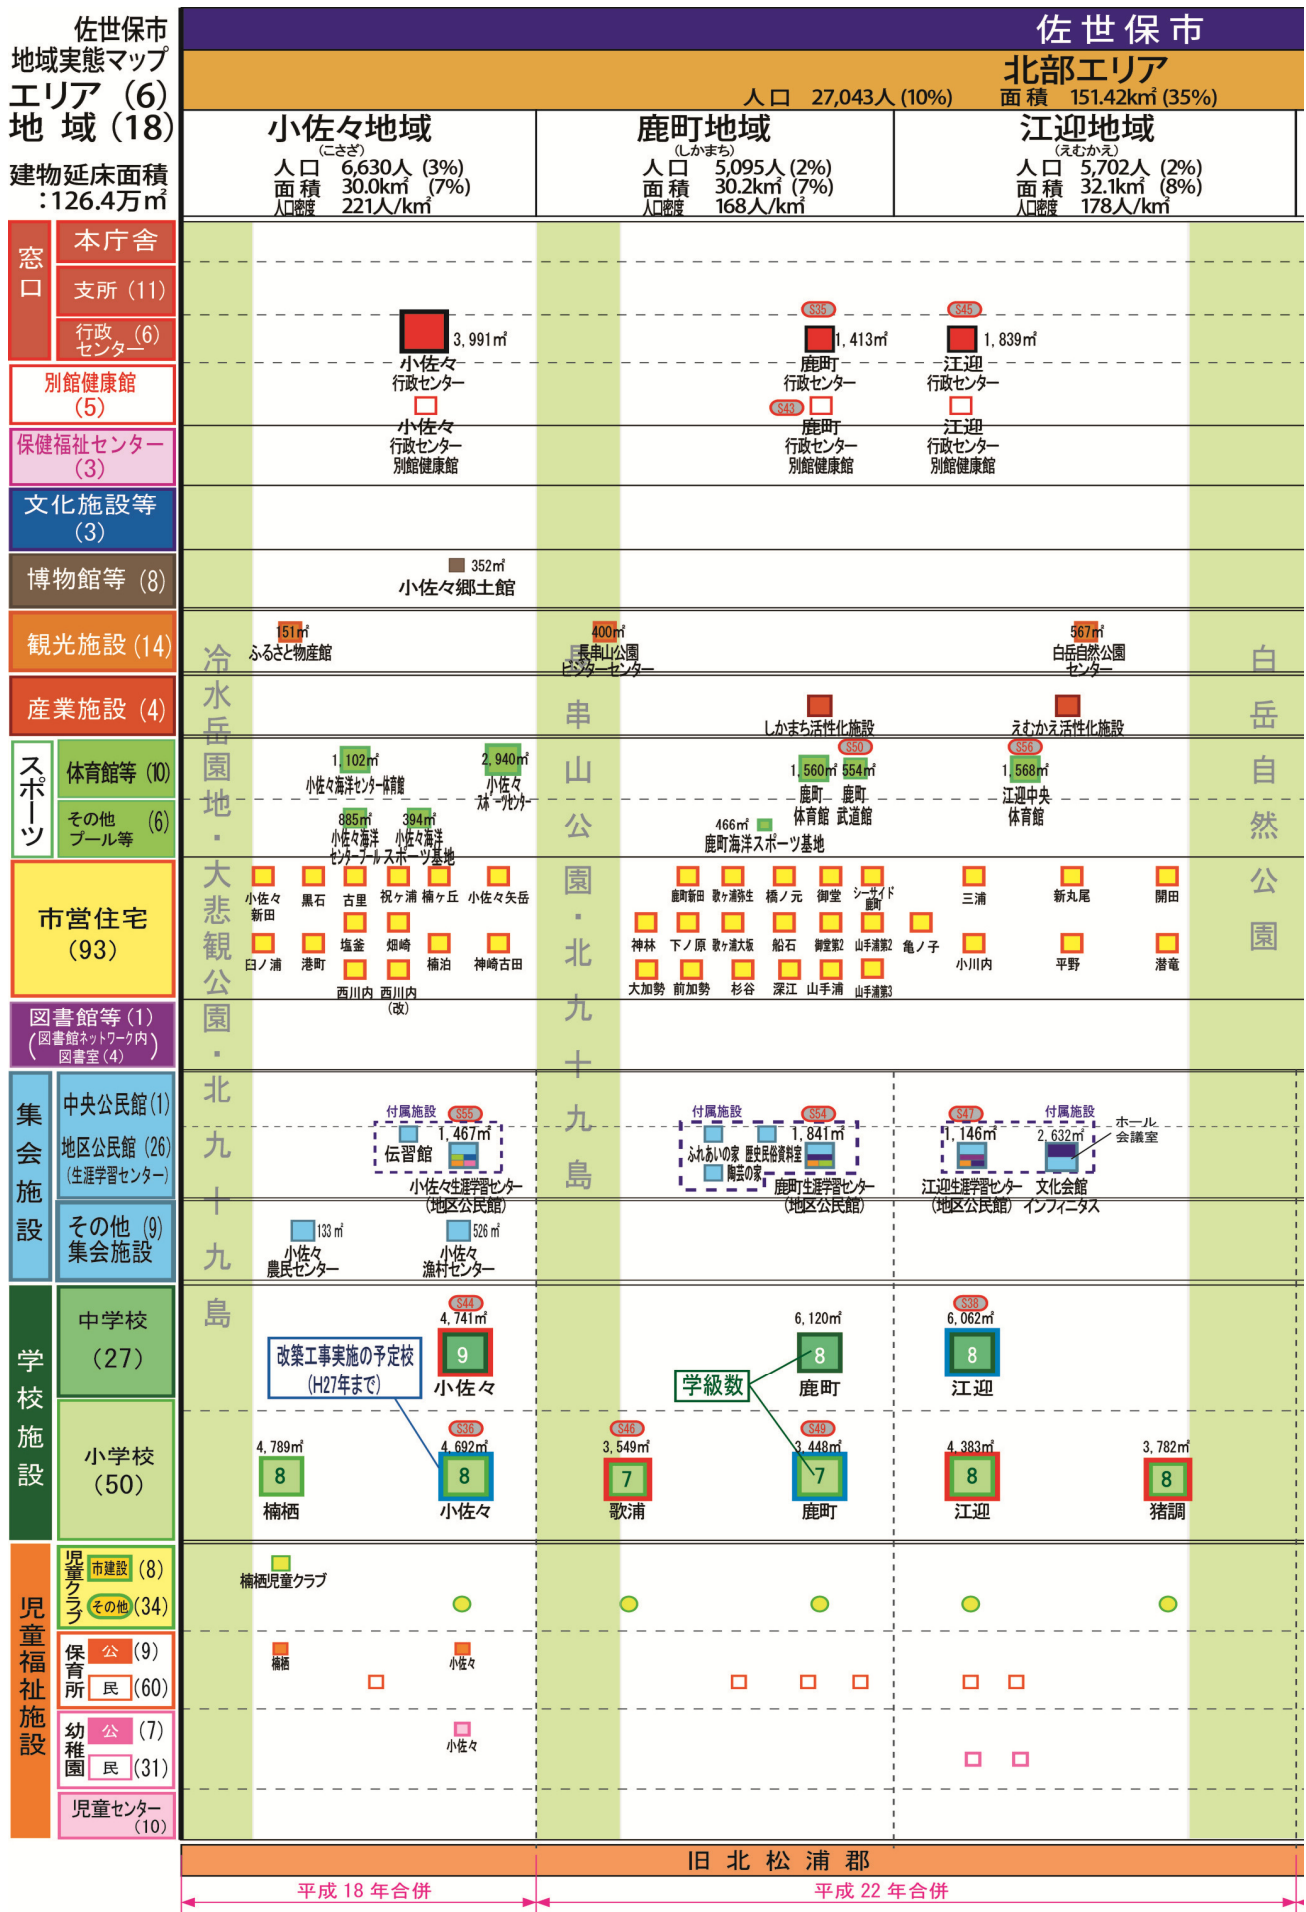 佐世保市
地域実態マップ
エリア (6)
地 域 (18)
建物延床面積
:126.4万㎡
佐世保市
北部エリア
人口 27,043人 (10%) 面積 151.42k㎡ (35%)
小佐々地域
(こさざ)
人口 6,630人 (3%)
面積 30.0k㎡ (7%)
人口密度 221人/k㎡
鹿町地域
(しかまち)
人口 5,095人 (2%)
面積 30.2k㎡ (7%)
人口密度 168人/k㎡
江迎地域
(えむかえ)
人口 5,702人 (2%)
面積 32.1k㎡ (8%)
人口密度 178人/k㎡
窓口
本庁舎
支所 (11)
行政センター (6)
3,991㎡
小佐々
行政センター
S35
1,413㎡
鹿町
行政センター
S45
1,839㎡
江迎
行政センター
別館健康館
(5)
小佐々
行政センター
別館健康館
S43
鹿町
行政センター
別館健康館
江迎
行政センター
別館健康館
保健福祉センター
(3)
文化施設等
(3)
博物館等 (8)
352㎡
小佐々郷土館
観光施設 (14)
151㎡
ふるさと物産館
400㎡
長串山公園
ビジターセンター
567㎡
白岳自然公園
センター
産業施設 (4)
しかまち活性化施設
えむかえ活性化施設
スポーツ
体育館等 (10)
1,102㎡
小佐々海洋センター体育館
2,940㎡
小佐々
スポーツセンター
1,560㎡
鹿町
体育館
S50
554㎡
鹿町
武道館
S56
1,568㎡
江迎中央
体育館
その他
プール等
(6)
885㎡
小佐々海洋
センタープール
394㎡
小佐々海洋
スポーツ基地
466㎡
鹿町海洋スポーツ基地
市営住宅
(93)
小佐々
新田
黒石
古里
祝ヶ浦
楠ヶ丘
小佐々矢岳
臼ノ浦
港町
塩釜
畑崎
楠泊
神崎古田
西川内
西川内
(改)
鹿町新田
歌ヶ浦弥生
橋ノ元
御堂
シーサイド
鹿町
神林
下ノ原
歌ヶ浦大坂
船石
御堂第2
山手浦第2
大加勢
前加勢
杉谷
深江
山手浦
山手浦第3
亀ノ子
三浦
新丸尾
開田
小川内
平野
潜竜
図書館等 (1)
(図書館ネットワーク内
図書室 (4))
集会施設
中央公民館 (1)
地区公民館 (26)
(生涯学習センター)
付属施設
伝習館
S55
1,467㎡
小佐々生涯学習センター
(地区公民館)
付属施設
ふれあいの家
歴史民俗資料室
陶芸の家
S54
1,841㎡
鹿町生涯学習センター
(地区公民館)
S47
1,146㎡
江迎生涯学習センター
(地区公民館)
付属施設
2,632㎡
ホール
会議室
文化会館
インフィニタス
その他 (9)
集会施設
133㎡
小佐々
農民センター
526㎡
小佐々
漁村センター
学校施設
中学校
(27)
S44
4,741㎡
9
小佐々
6,120㎡
8
鹿町
S38
6,062㎡
8
江迎
改築工事実施の予定校
(H27年まで)
学級数
小学校
(50)
4,789㎡
8
楠栖
S36
4,692㎡
8
小佐々
S46
3,549㎡
7
歌浦
S49
3,448㎡
7
鹿町
4,383㎡
8
江迎
3,782㎡
8
猪調
児童福祉施設
児童クラブ
市建設 (8)
その他 (34)
楠栖児童クラブ
保育所
公 (9)
民 (60)
楠栖
小佐々
幼稚園
公 (7)
民 (31)
小佐々
児童センター
(10)
冷水岳園地・大悲観公園・北九十九島
長串山公園・北九十九島
白岳自然公園
旧北松浦郡
平成 18 年合併
平成 22 年合併